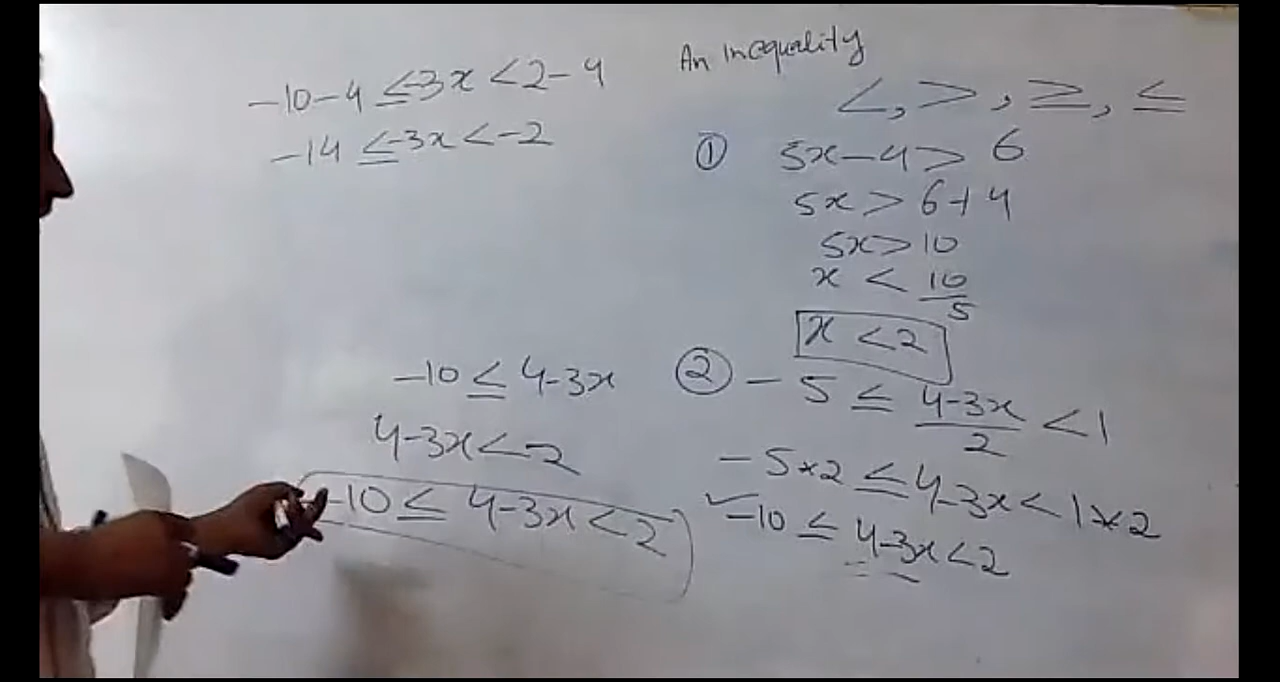 An Inequality
<, >, ≥, ≤
① 5x-4 > 6
5x > 6+4
5x > 10
x < 10/5
x < 2
② -5 ≤ (4-3x)/2 < 1
-5*2 ≤ 4-3x < 1*2
✓-10 ≤ 4-3x < 2
-10 ≤ 4-3x
4-3x < 2
-10 ≤ 4-3x < 2
-10-4 ≤ -3x < 2-4
-14 ≤ -3x < -2